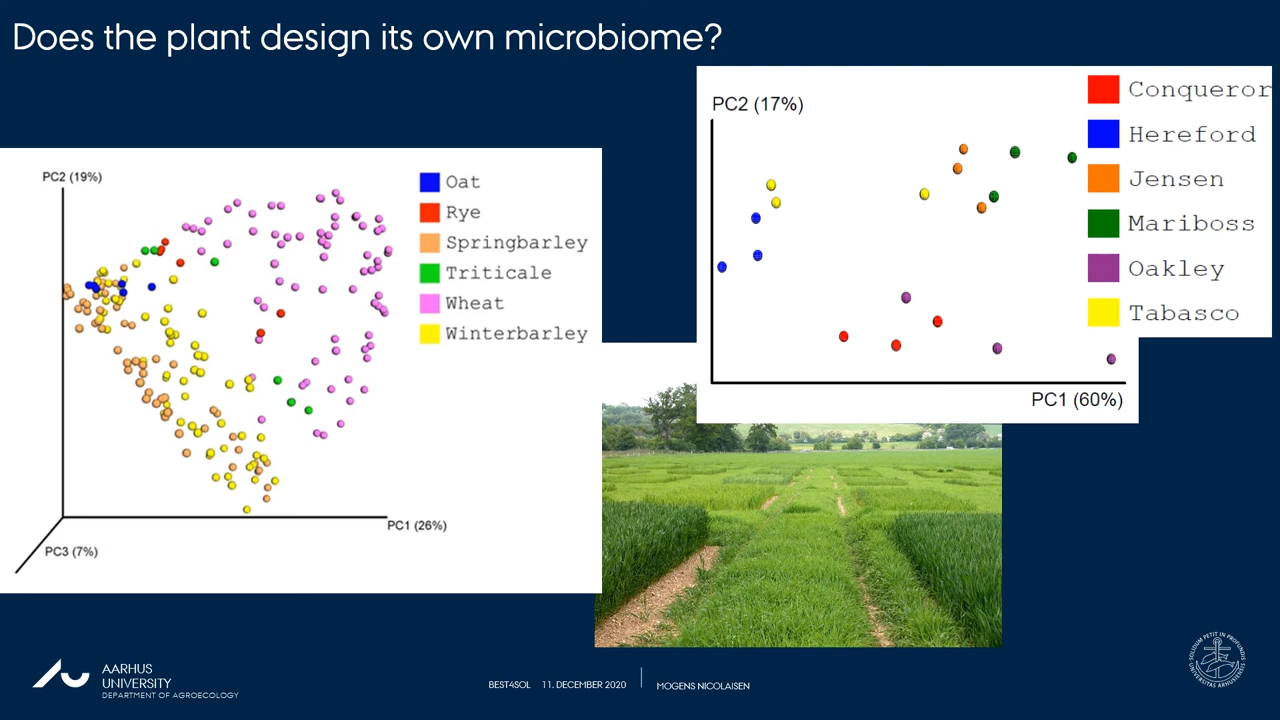 Does the plant design its own microbiome?
PC2 (19%)
Oat
Rye
Springbarley
Triticale
Wheat
Winterbarley
PC1 (26%)
PC3 (7%)
PC2 (17%)
Conqueror
Hereford
Jensen
Mariboss
Oakley
Tabasco
PC1 (60%)
AARHUS
UNIVERSITY
DEPARTMENT OF AGROECOLOGY
BEST4SOL
11. DECEMBER 2020
MOGENS NICOLAISEN